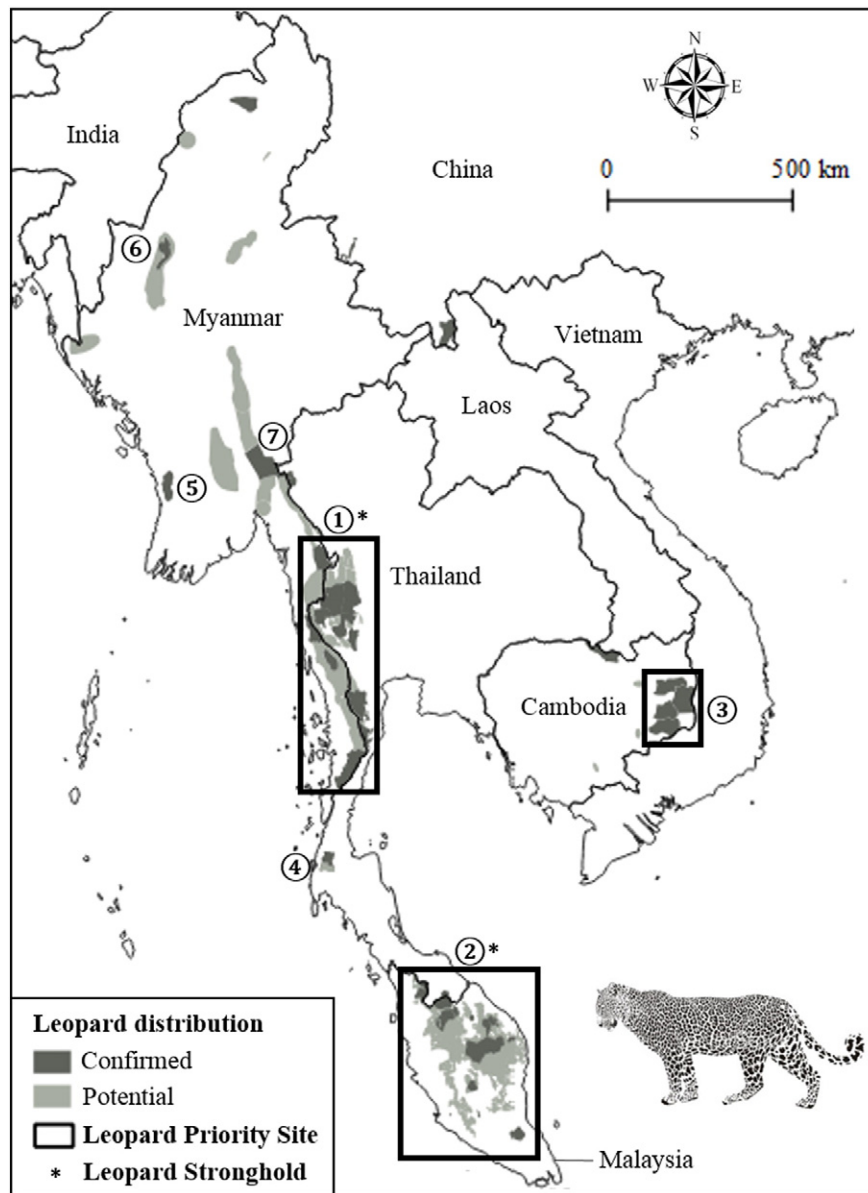 N
W E
S
India
China
0 500 km
⑥
Myanmar
Vietnam
Laos
⑦
⑤
①*
Thailand
Cambodia
③
④
②*
Leopard distribution
Confirmed
Potential
Leopard Priority Site
* Leopard Stronghold
Malaysia